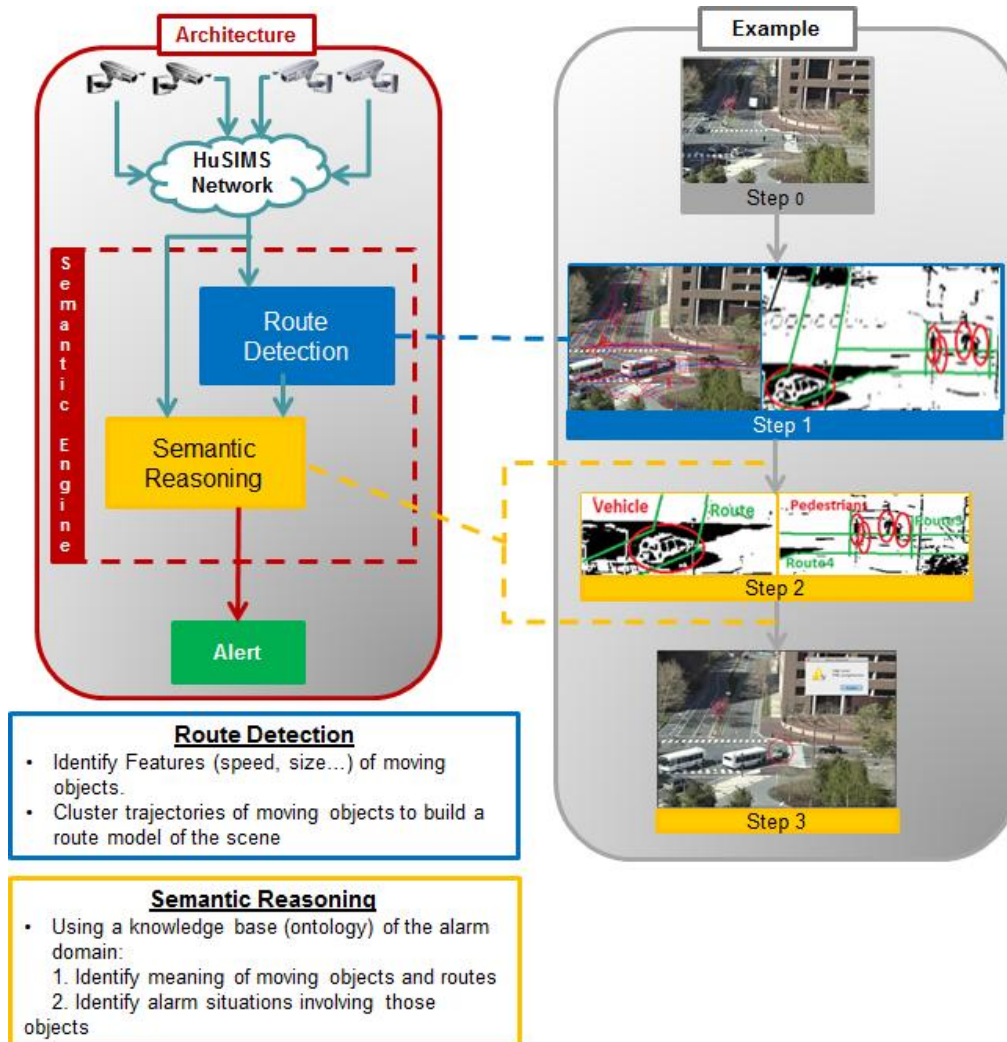 Architecture
HuSIMS
Network
Semantic Engine
Route
Detection
Semantic
Reasoning
Alert
Example
Step 0
Step 1
Vehicle
Route
Pedestrians
Route3
Route4
Step 2
Step 3
Route Detection
• Identify Features (speed, size...) of moving
objects.
• Cluster trajectories of moving objects to build a
route model of the scene
Semantic Reasoning
• Using a knowledge base (ontology) of the alarm
domain:
1. Identify meaning of moving objects and routes
2. Identify alarm situations involving those
objects